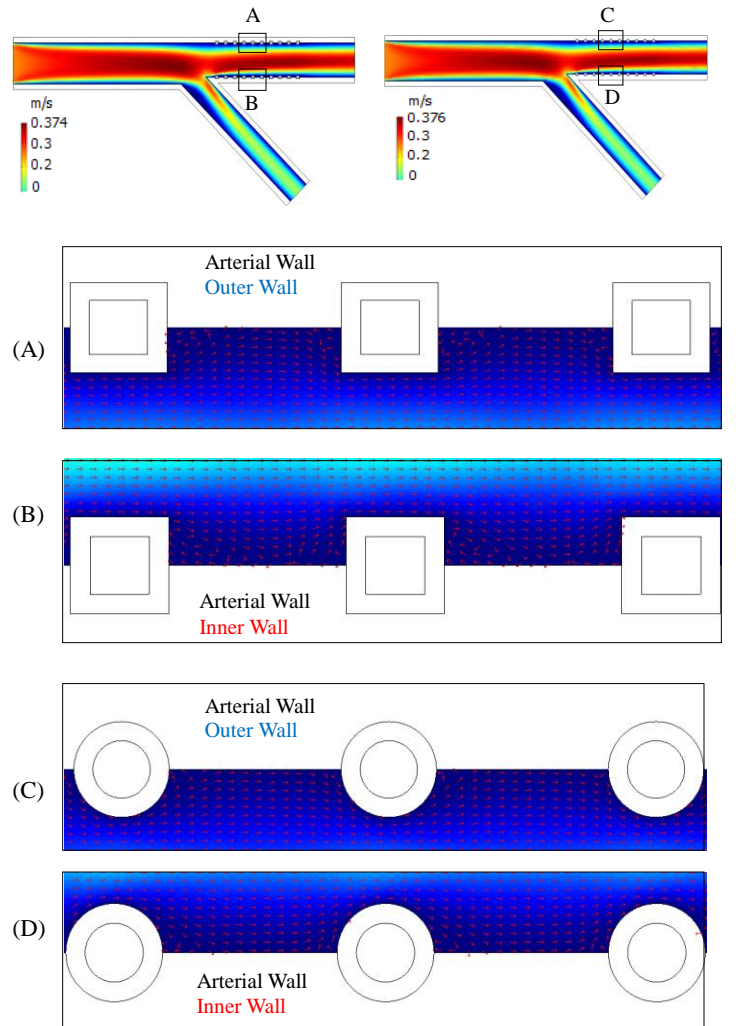 A
C
B
D
m/s
0.374
0.3
0.2
0
m/s
0.376
0.3
0.2
0
Arterial Wall
Outer Wall
(A)
(B)
Arterial Wall
Inner Wall
Arterial Wall
Outer Wall
(C)
(D)
Arterial Wall
Inner Wall